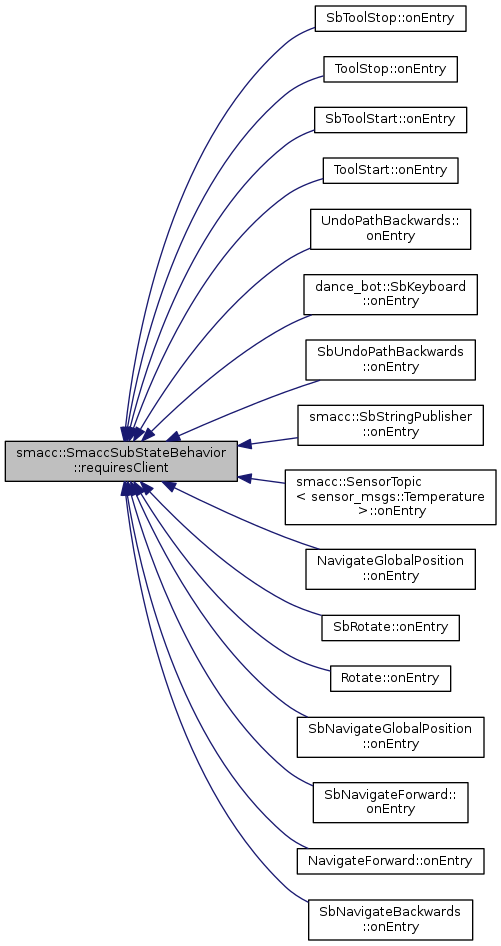 SbToolStop::onEntry
ToolStop::onEntry
SbToolStart::onEntry
ToolStart::onEntry
UndoPathBackwards::
onEntry
dance_bot::SbKeyboard
::onEntry
SbUndoPathBackwards
::onEntry
smacc::SbStringPublisher
::onEntry
smacc::SmaccSubStateBehavior
::requiresClient
smacc::SensorTopic
< sensor_msgs::Temperature
>::onEntry
NavigateGlobalPosition
::onEntry
SbRotate::onEntry
Rotate::onEntry
SbNavigateGlobalPosition
::onEntry
SbNavigateForward::
onEntry
NavigateForward::onEntry
SbNavigateBackwards
::onEntry